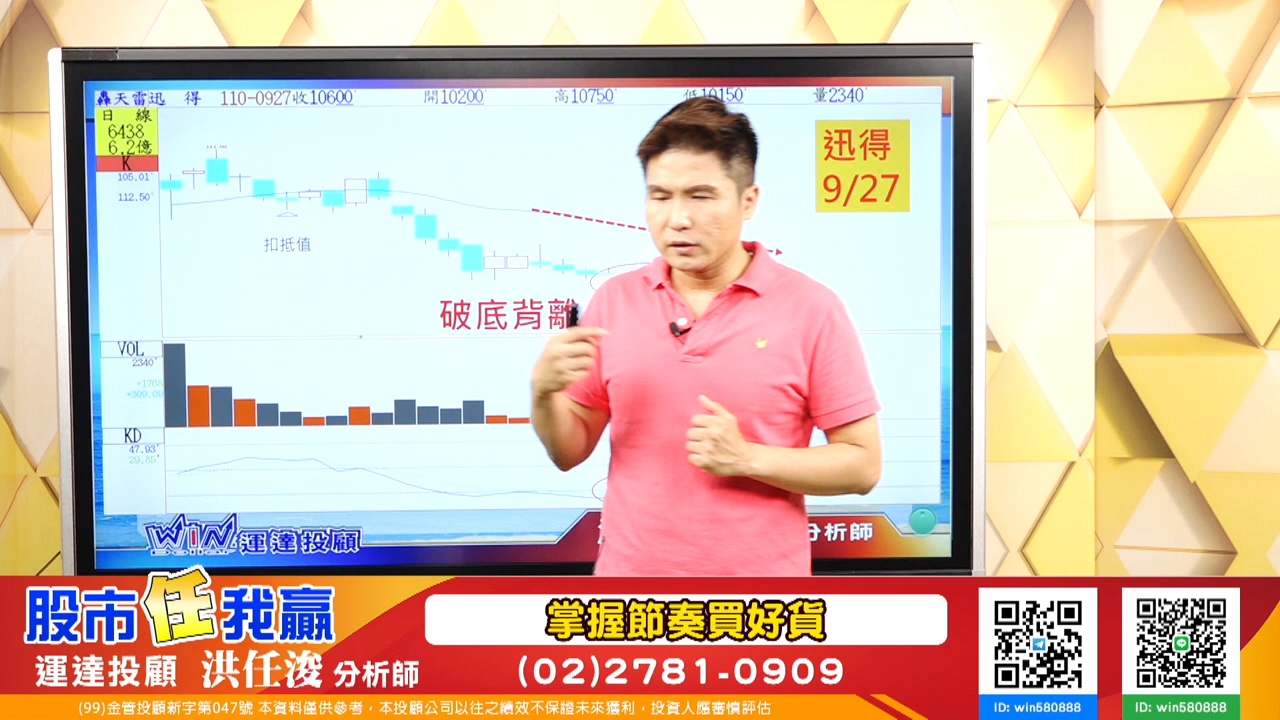 轟天雷迅 得 110-0927收10600' 開10200' 高10750' 低10150' 量2340'
日 線
6438
6.2億
K
105.01'
112.50'
迅得
9/27
扣抵值
破底背離
VOL
2340'
KD
47.93'
29.85'
WIN
運達投顧
分析師
股市任我贏
運達投顧 洪任浚 分析師
掌握節奏買好貨
(02)2781-0909
ID: win580888
ID: win580888
(99)金管投顧新字第047號 本資料僅供參考，本投顧公司以往之績效不保證未來獲利，投資人應審慎評估